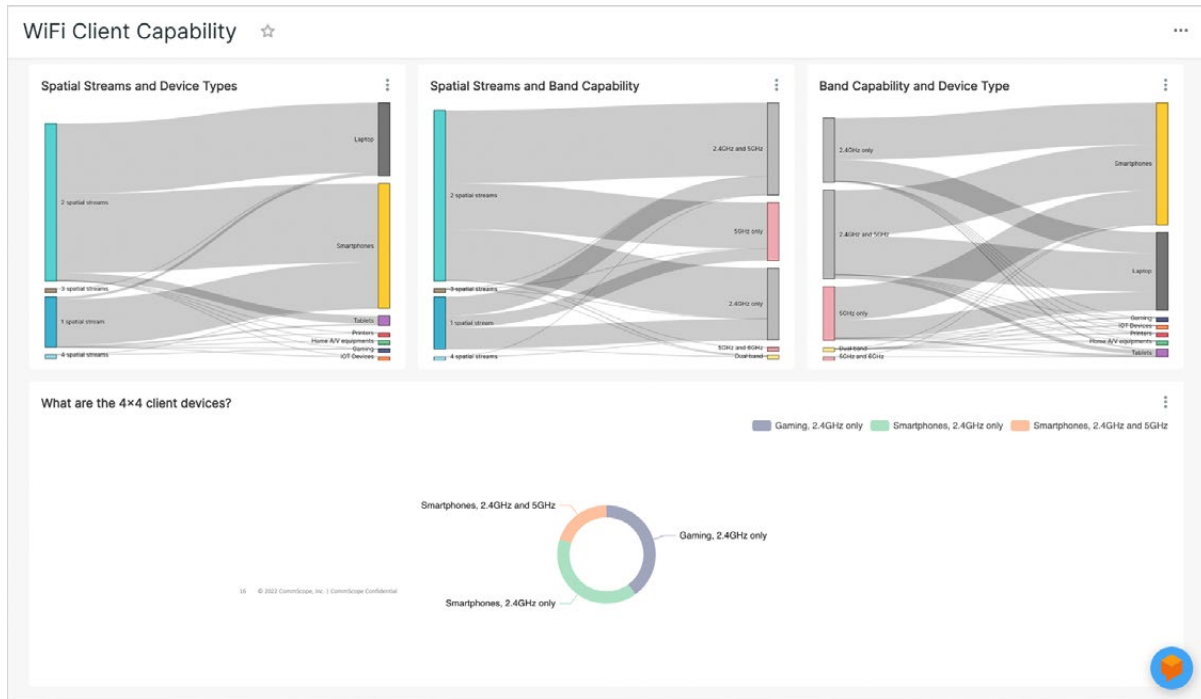 WiFi Client Capability
Spatial Streams and Device Types
2 spatial streams
3 spatial streams
1 spatial stream
4 spatial streams
Laptop
Smartphones
Tablets
Printers
Home A/V equipments
Gaming
IOT Devices
Spatial Streams and Band Capability
2 spatial streams
3 spatial streams
1 spatial stream
4 spatial streams
2.4GHz and 5GHz
5GHz only
2.4GHz only
5GHz and 6GHz
Dual band
Band Capability and Device Type
2.4GHz only
2.4GHz and 5GHz
5GHz only
Dual band
5GHz and 6GHz
Smartphones
Laptop
Gaming
IOT Devices
Printers
Home A/V equipments
Tablets
What are the 4×4 client devices?
Gaming, 2.4GHz only Smartphones, 2.4GHz only Smartphones, 2.4GHz and 5GHz
Smartphones, 2.4GHz and 5GHz
Gaming, 2.4GHz only
Smartphones, 2.4GHz only
16 © 2022 CommScope, Inc. | CommScope Confidential